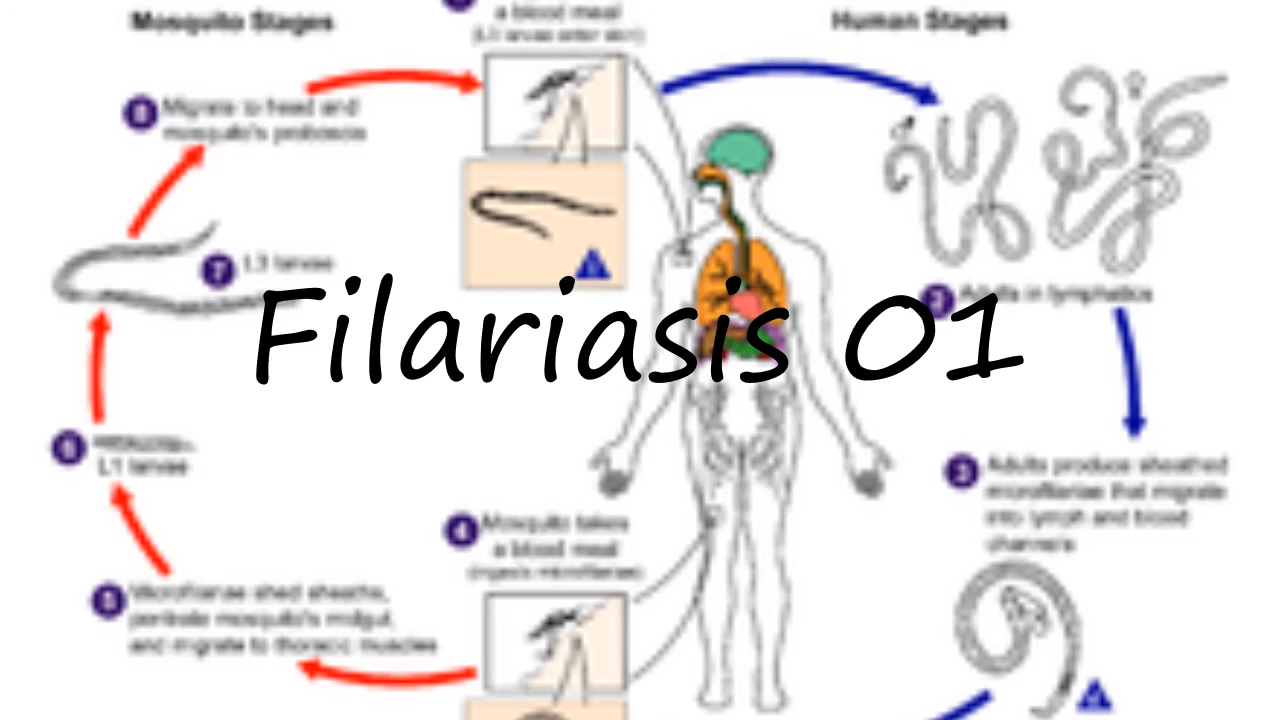 Mosquito Stages
a blood meal
(L3 larvae enter skin)
Human Stages
8 Migrate to head and
mosquito's proboscis
7 L3 larvae
Filariasis 01
2 Adults in lymphatics
6
L1 larvae
3 Adults produce sheathed
microfilariae that migrate
into lymph and blood
channels
4 Mosquito takes
a blood meal
(ingests microfilariae)
5 Microfilariae shed sheaths,
penetrate mosquito's midgut,
and migrate to thoracic muscles